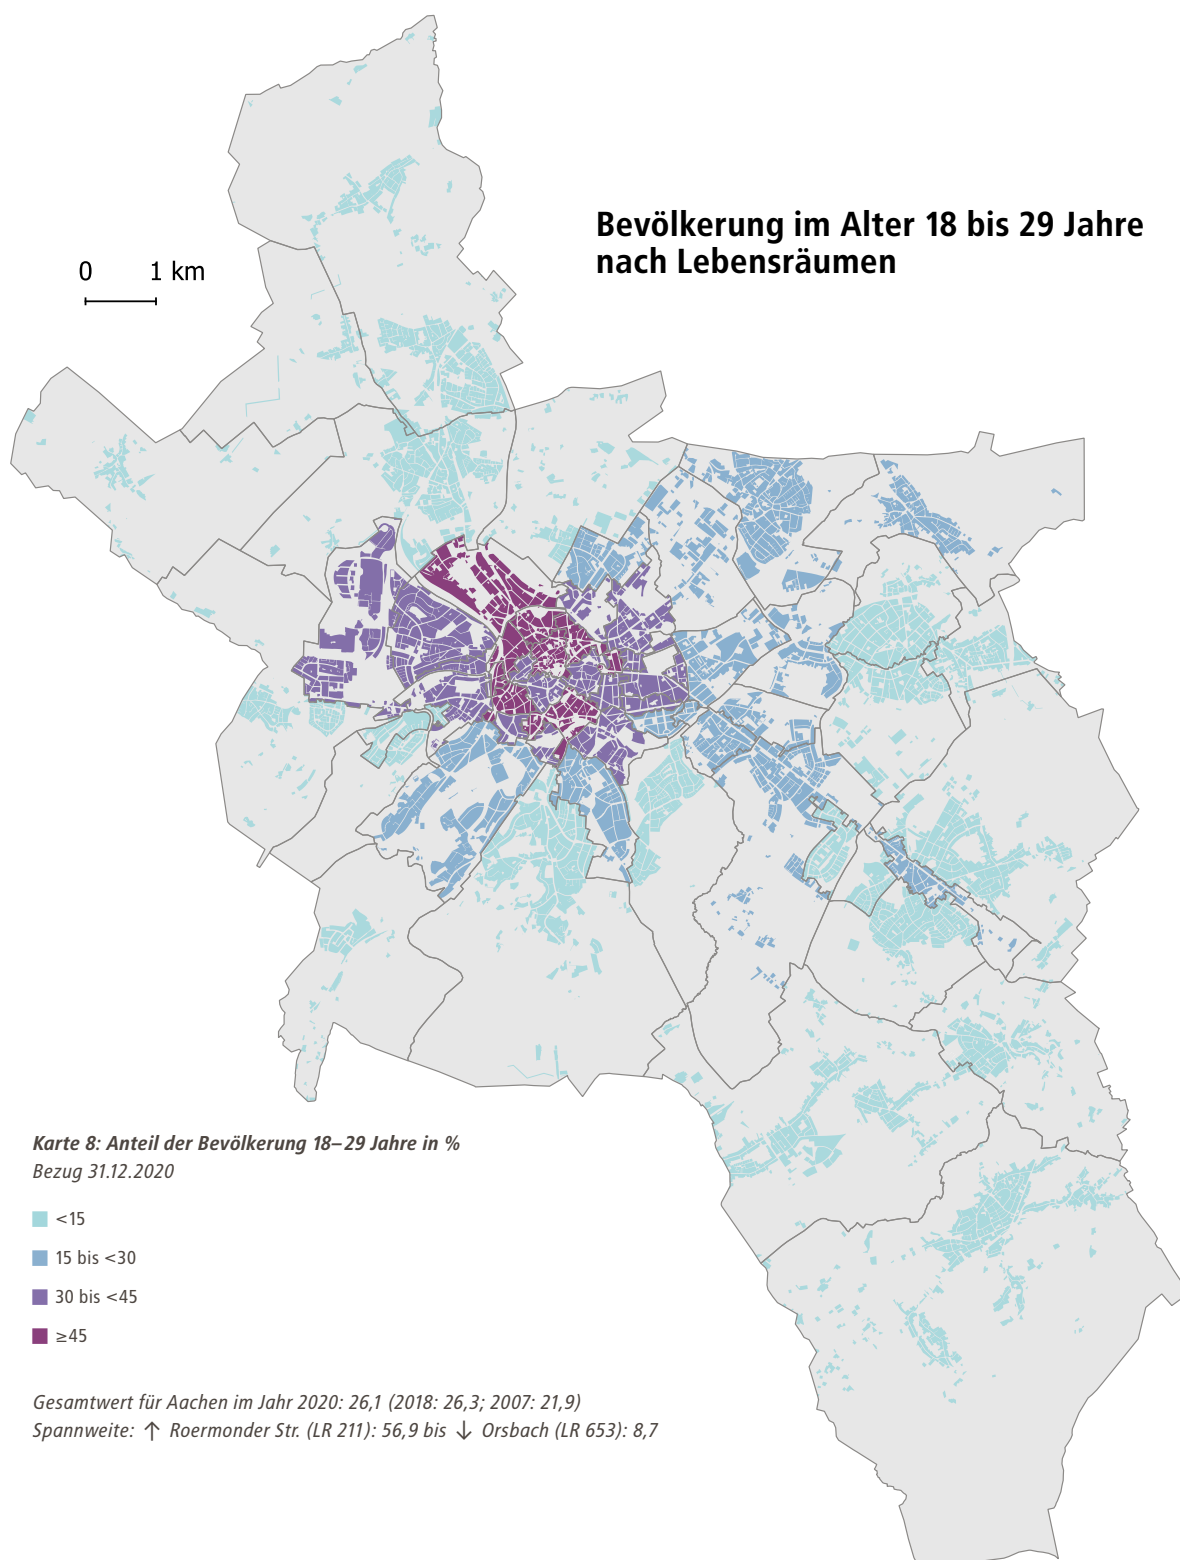 Bevölkerung im Alter 18 bis 29 Jahre
nach Lebensräumen
0 1 km
Karte 8: Anteil der Bevölkerung 18–29 Jahre in %
Bezug 31.12.2020
<15
15 bis <30
30 bis <45
≥45
Gesamtwert für Aachen im Jahr 2020: 26,1 (2018: 26,3; 2007: 21,9)
Spannweite: ↑ Roermonder Str. (LR 211): 56,9 bis ↓ Orsbach (LR 653): 8,7